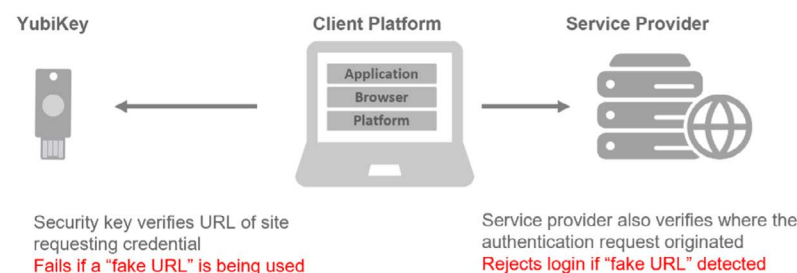 YubiKey
Client Platform
Service Provider
Application
Browser
Platform
Security key verifies URL of site
requesting credential
Fails if a "fake URL" is being used
Service provider also verifies where the
authentication request originated
Rejects login if "fake URL" detected